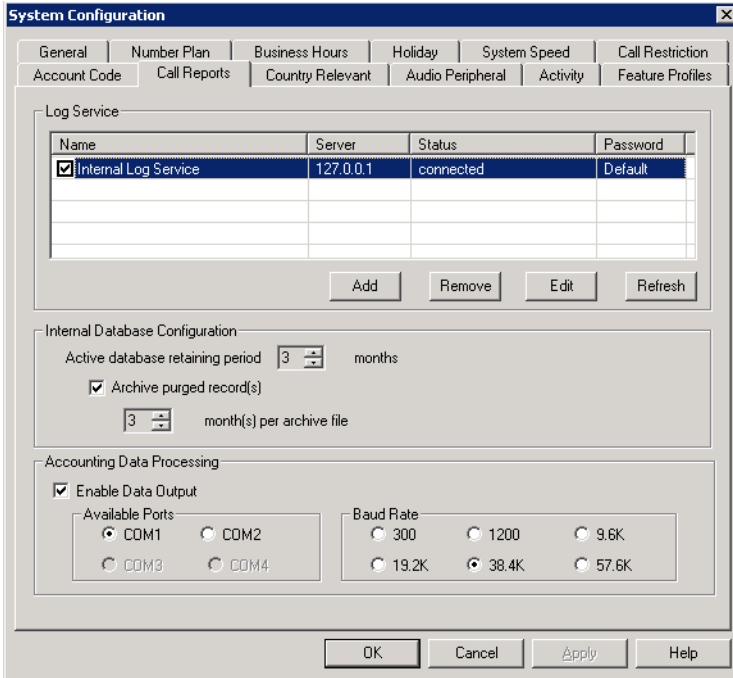 System Configuration
General Number Plan Business Hours Holiday System Speed Call Restriction
Account Code Call Reports Country Relevant Audio Peripheral Activity Feature Profiles
Log Service
Name Server Status Password
Internal Log Service 127.0.0.1 connected Default
Add Remove Edit Refresh
Internal Database Configuration
Active database retaining period 3 months
Archive purged record(s)
3 month(s) per archive file
Accounting Data Processing
Enable Data Output
Available Ports Baud Rate
COM1 COM2 300 1200 9.6K
COM3 COM4 19.2K 38.4K 57.6K
OK Cancel Apply Help